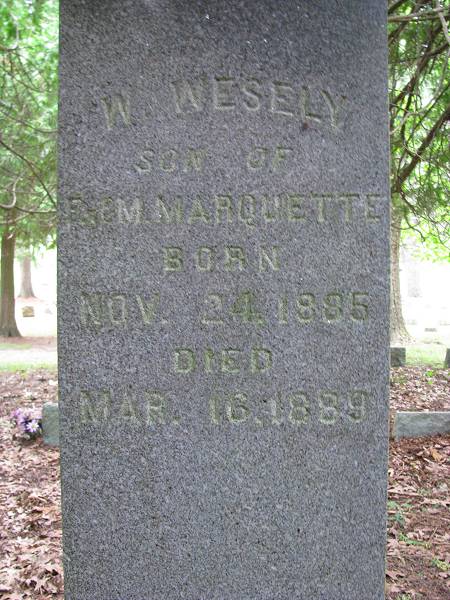 W. WESELY
SON OF
F. & M. MARQUETTE
BORN
NOV. 24. 1885
DIED
MAR. 16. 1889